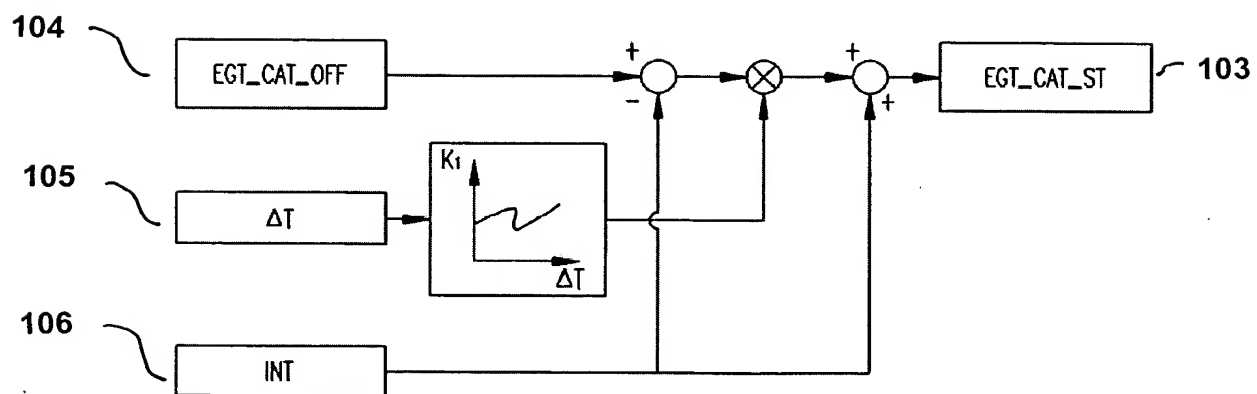 104
EGT_CAT_OFF
+
-
+
+
EGT_CAT_ST
103
105
ΔT
K1
ΔT
106
INT